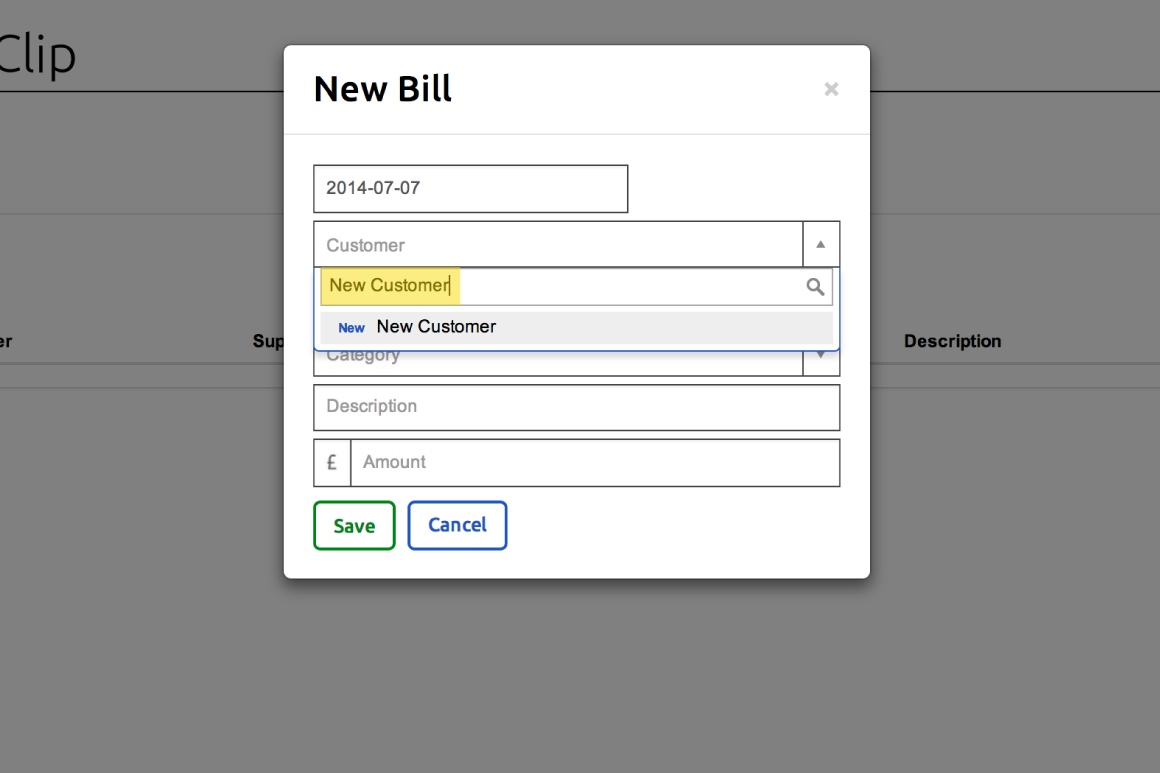 Clip
New Bill
×
2014-07-07
Customer
New Customer
New New Customer
er Sup Description
Category
Description
£ Amount
Save Cancel